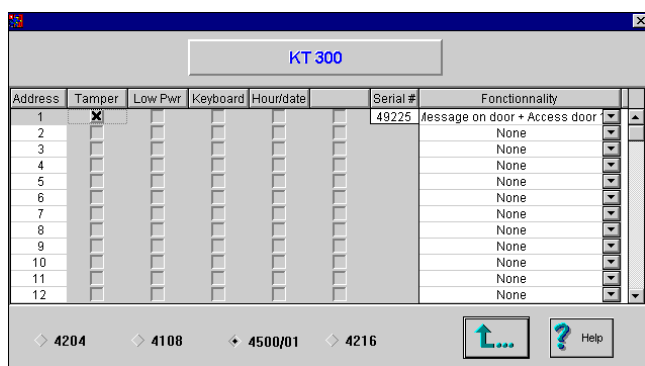 KT 300
Address Tamper Low Pwr Keyboard Hour/date Serial # Fonctionnality
1 49225 Message on door + Access door
2 None
3 None
4 None
5 None
6 None
7 None
8 None
9 None
10 None
11 None
12 None
4204 4108 4500/01 4216 ... Help